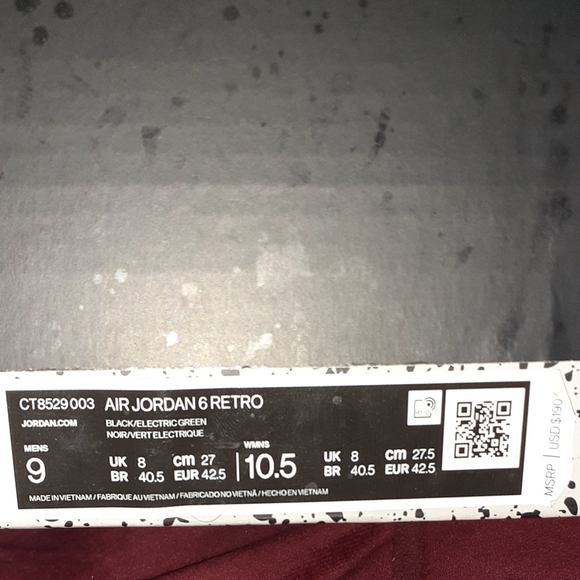 CT8529 003 AIR JORDAN 6 RETRO
JORDAN.COM
BLACK/ELECTRIC GREEN
NOIR/VERT ELECTRIQUE
MENS
9
UK 8 cm 27
BR 40.5 EUR 42.5
WMNS
10.5
UK 8 cm 27.5
BR 40.5 EUR 42.5
MADE IN VIETNAM / FABRIQUE AU VIETNAM / FABRICADO NO VIETNÃ / HECHO EN VIETNAM
MSRP | USD $190